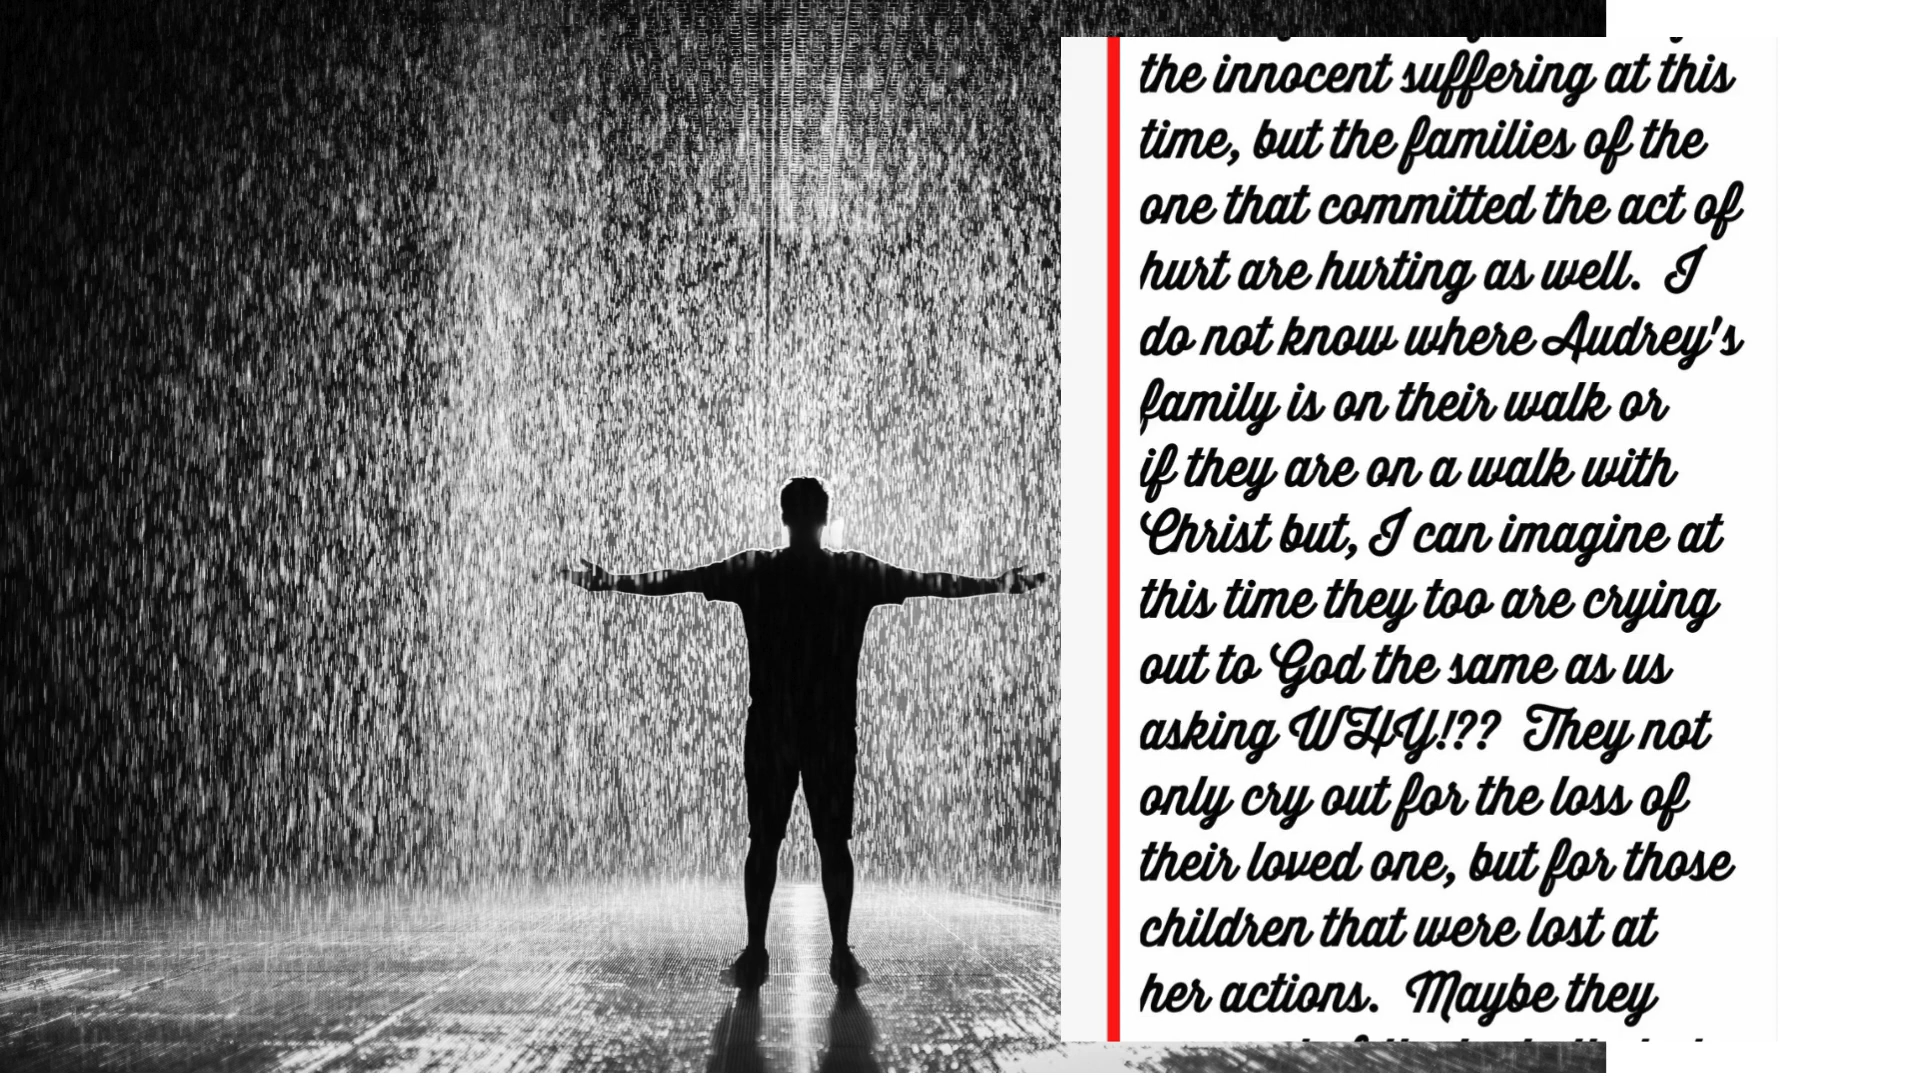 the innocent suffering at this
time, but the families of the
one that committed the act of
hurt are hurting as well.  I
do not know where Audrey's
family is on their walk or
if they are on a walk with
Christ but, I can imagine at
this time they too are crying
out to God the same as us
asking WHY!??  They not
only cry out for the loss of
their loved one, but for those
children that were lost at
her actions.  Maybe they